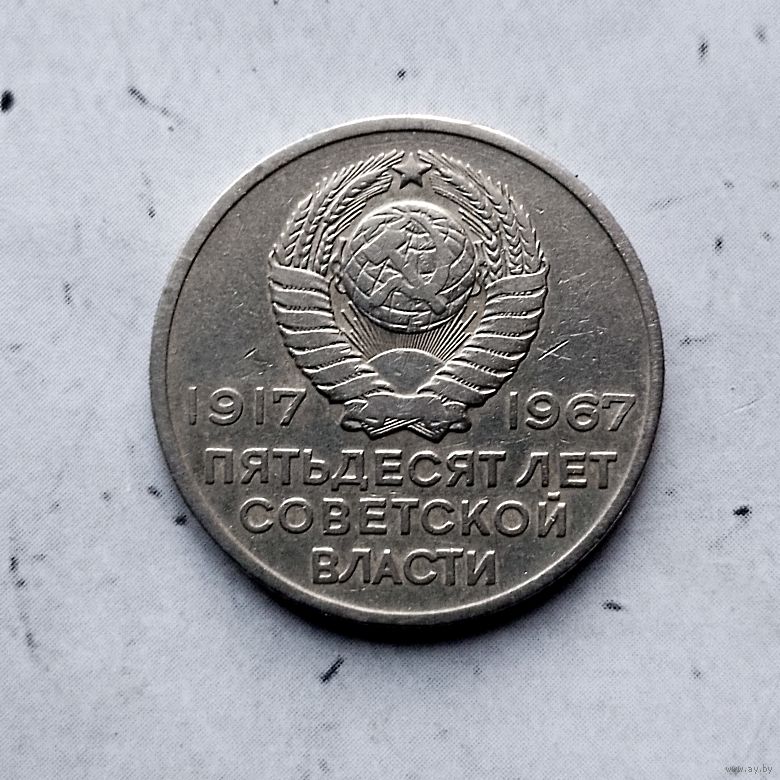 1917 1967
ПЯТЬДЕСЯТ ЛЕТ
СОВЕТСКОЙ
ВЛАСТИ
www.ay.by